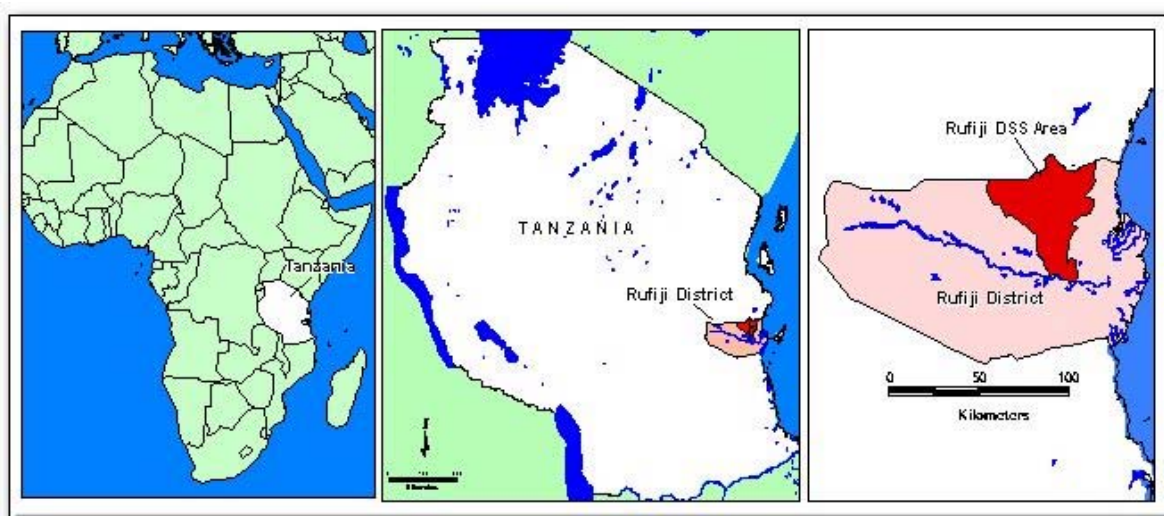 Tanzania
TANZANIA
Rufiji District
Rufiji DSS Area
Rufiji District
0 50 100
Kilometers